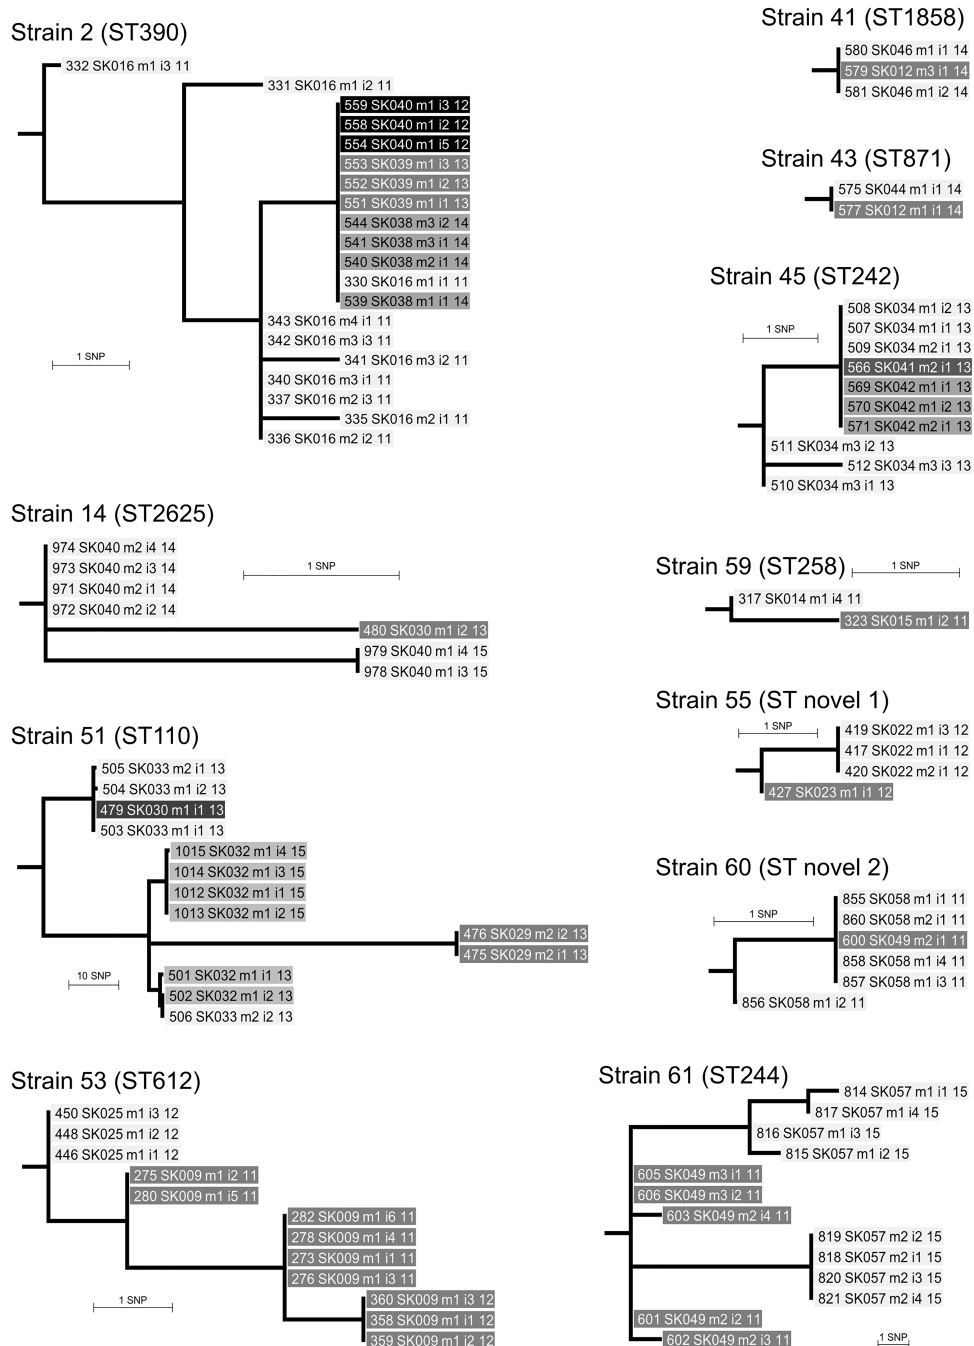 Strain 2 (ST390)
332 SK016 m1 i3 11
331 SK016 m1 i2 11
559 SK040 m1 i3 12
558 SK040 m1 i2 12
554 SK040 m1 i5 12
553 SK039 m1 i3 13
552 SK039 m1 i2 13
551 SK039 m1 i1 13
544 SK038 m3 i2 14
541 SK038 m3 i1 14
540 SK038 m2 i1 14
330 SK016 m1 i1 11
539 SK038 m1 i1 14
343 SK016 m4 i1 11
342 SK016 m3 i3 11
341 SK016 m3 i2 11
340 SK016 m3 i1 11
337 SK016 m2 i3 11
335 SK016 m2 i1 11
336 SK016 m2 i2 11
1 SNP
Strain 14 (ST2625)
974 SK040 m2 i4 14
973 SK040 m2 i3 14
971 SK040 m2 i1 14
972 SK040 m2 i2 14
480 SK030 m1 i2 13
979 SK040 m1 i4 15
978 SK040 m1 i3 15
1 SNP
Strain 51 (ST110)
505 SK033 m2 i1 13
504 SK033 m1 i2 13
479 SK030 m1 i1 13
503 SK033 m1 i1 13
1015 SK032 m1 i4 15
1014 SK032 m1 i3 15
1012 SK032 m1 i1 15
1013 SK032 m1 i2 15
476 SK029 m2 i2 13
475 SK029 m2 i1 13
501 SK032 m1 i1 13
502 SK032 m1 i2 13
506 SK033 m2 i2 13
10 SNP
Strain 53 (ST612)
450 SK025 m1 i3 12
448 SK025 m1 i2 12
446 SK025 m1 i1 12
275 SK009 m1 i2 11
280 SK009 m1 i5 11
282 SK009 m1 i6 11
278 SK009 m1 i4 11
273 SK009 m1 i1 11
276 SK009 m1 i3 11
360 SK009 m1 i3 12
358 SK009 m1 i1 12
359 SK009 m1 i2 12
1 SNP
Strain 41 (ST1858)
580 SK046 m1 i1 14
579 SK012 m3 i1 14
581 SK046 m1 i2 14
Strain 43 (ST871)
575 SK044 m1 i1 14
577 SK012 m1 i1 14
Strain 45 (ST242)
1 SNP
508 SK034 m1 i2 13
507 SK034 m1 i1 13
509 SK034 m2 i1 13
566 SK041 m2 i1 13
569 SK042 m1 i1 13
570 SK042 m1 i2 13
571 SK042 m2 i1 13
511 SK034 m3 i2 13
512 SK034 m3 i3 13
510 SK034 m3 i1 13
Strain 59 (ST258)
1 SNP
317 SK014 m1 i4 11
323 SK015 m1 i2 11
Strain 55 (ST novel 1)
1 SNP
419 SK022 m1 i3 12
417 SK022 m1 i1 12
420 SK022 m2 i1 12
427 SK023 m1 i1 12
Strain 60 (ST novel 2)
1 SNP
855 SK058 m1 i1 11
860 SK058 m2 i1 11
600 SK049 m2 i1 11
858 SK058 m1 i4 11
857 SK058 m1 i3 11
856 SK058 m1 i2 11
Strain 61 (ST244)
814 SK057 m1 i1 15
817 SK057 m1 i4 15
816 SK057 m1 i3 15
815 SK057 m1 i2 15
605 SK049 m3 i1 11
606 SK049 m3 i2 11
603 SK049 m2 i4 11
819 SK057 m2 i2 15
818 SK057 m2 i1 15
820 SK057 m2 i3 15
821 SK057 m2 i4 15
601 SK049 m2 i2 11
602 SK049 m2 i3 11
1 SNP